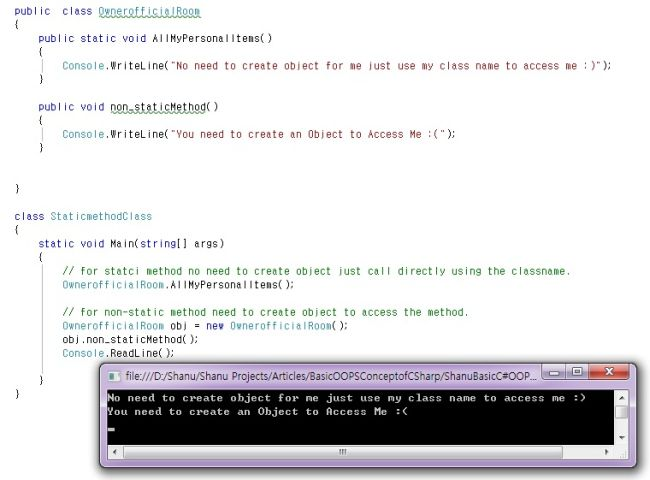 public  class OwnerofficialRoom
{
public static void AllMyPersonalItems()
{
Console.WriteLine("No need to create object for me just use my class name to access me :)");
}
public void non_staticMethod()
{
Console.WriteLine("You need to create an Object to Access Me :(");
}
}
class StaticmethodClass
{
static void Main(string[] args)
{
// for statci method no need to create object just call directly using the classname.
OwnerofficialRoom.AllMyPersonalItems();
// for non-static method need to create object to access the method.
OwnerofficialRoom obj = new OwnerofficialRoom();
obj.non_staticMethod();
Console.ReadLine();
}
}
file:///D:/Shanu/Shanu Projects/Articles/BasicOOPSConceptofCSharp/ShanuBasicC#OOP...
No need to create object for me just use my class name to access me :)
You need to create an Object to Access Me :(